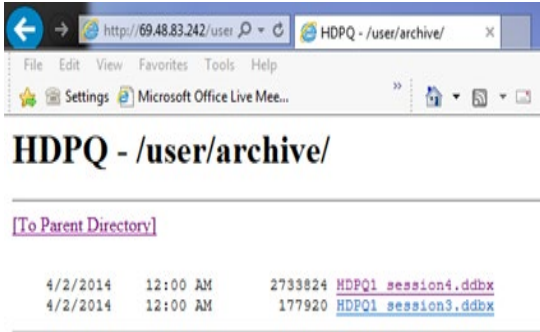 http://69.48.83.242/user
HDPQ - /user/archive/
File Edit View Favorites Tools Help
Settings Microsoft Office Live Mee...
HDPQ - /user/archive/
[To Parent Directory]
4/2/2014 12:00 AM 2733824 HDPQ1 session4.ddbx
4/2/2014 12:00 AM 177920 HDPQ1 session3.ddbx